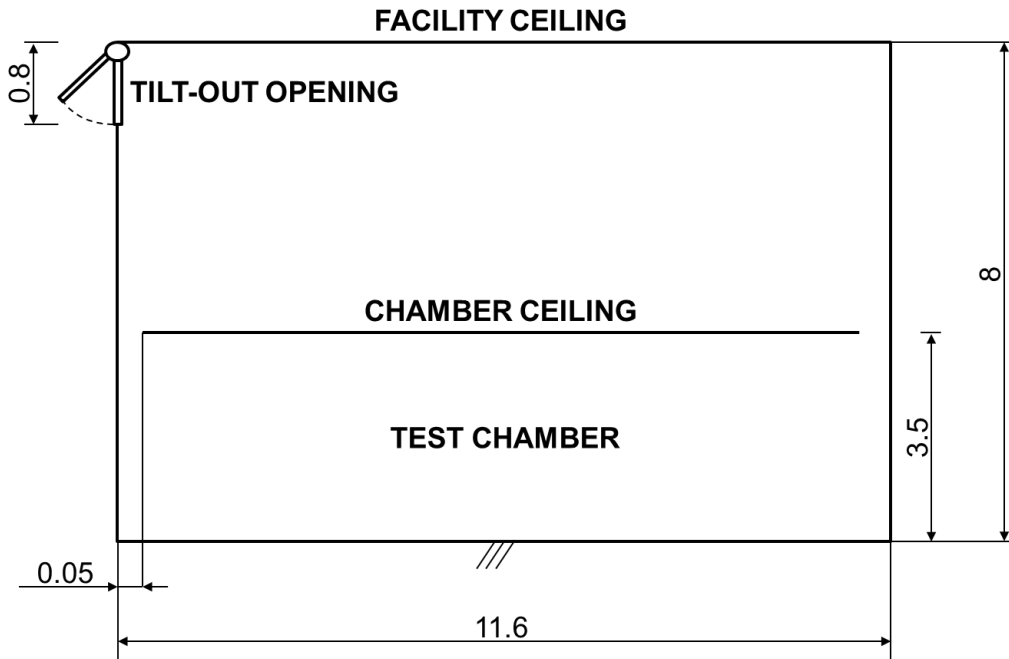 FACILITY CEILING
0.8
TILT-OUT OPENING
8
CHAMBER CEILING
3.5
TEST CHAMBER
0.05
11.6